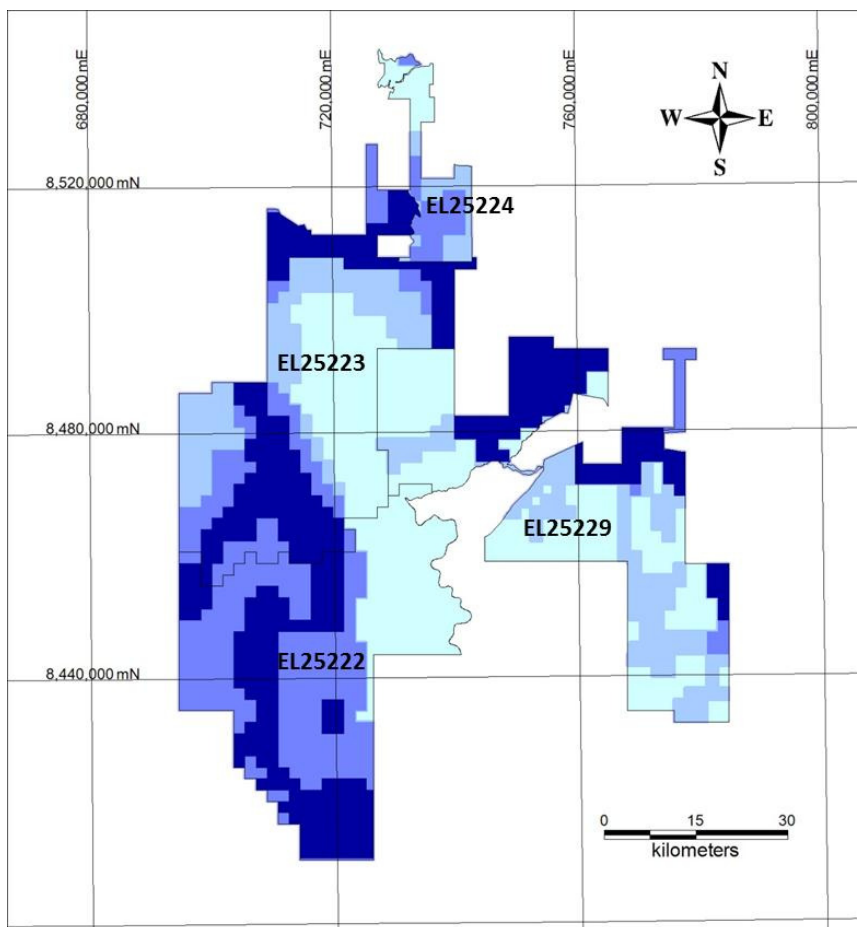 680,000 mE
720,000 mE
760,000 mE
800,000 mE
N
W E
S
8,520,000 mN
EL25224
EL25223
8,480,000 mN
EL25229
EL25222
8,440,000 mN
0 15 30
kilometers